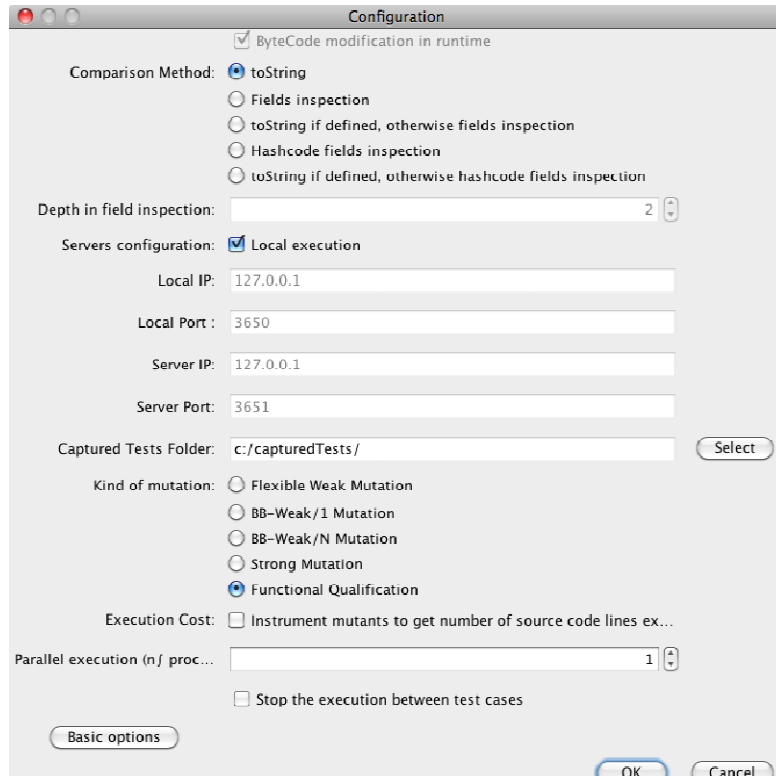 Configuration
ByteCode modification in runtime
Comparison Method: toString
Fields inspection
toString if defined, otherwise fields inspection
Hashcode fields inspection
toString if defined, otherwise hashcode fields inspection
Depth in field inspection: 2
Servers configuration: Local execution
Local IP: 127.0.0.1
Local Port : 3650
Server IP: 127.0.0.1
Server Port: 3651
Captured Tests Folder: c:/capturedTests/ Select
Kind of mutation: Flexible Weak Mutation
BB-Weak/1 Mutation
BB-Weak/N Mutation
Strong Mutation
Functional Qualification
Execution Cost: Instrument mutants to get number of source code lines ex...
Parallel execution (n∫ proc... 1
Stop the execution between test cases
Basic options
OK Cancel